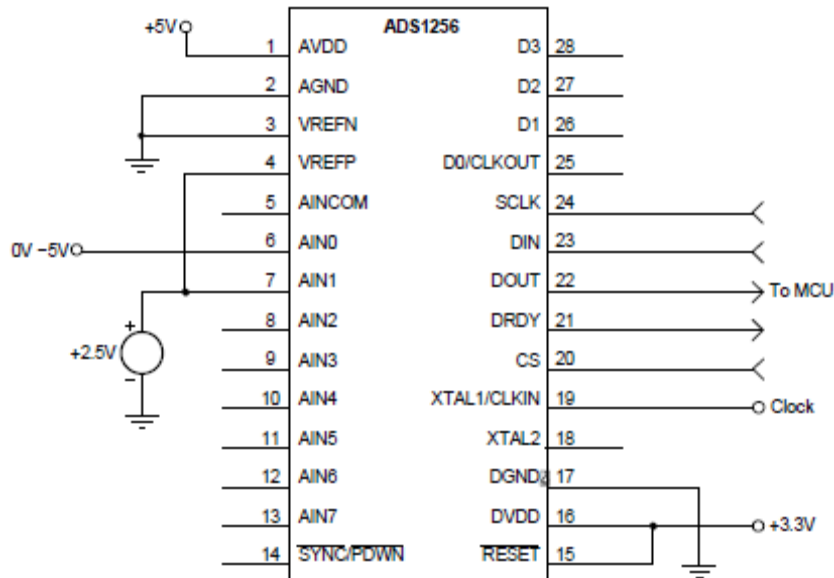 ADS1256
+5V
1 AVDD D3 28
2 AGND D2 27
3 VREFN D1 26
4 VREFP D0/CLKOUT 25
5 AINCOM SCLK 24
0V –5V 6 AIN0 DIN 23
7 AIN1 DOUT 22 To MCU
8 AIN2 DRDY 21
+
+2.5V
–
9 AIN3 CS 20
10 AIN4 XTAL1/CLKIN 19 Clock
11 AIN5 XTAL2 18
12 AIN6 DGND 17
13 AIN7 DVDD 16 +3.3V
14 SYNC/PDWN RESET 15